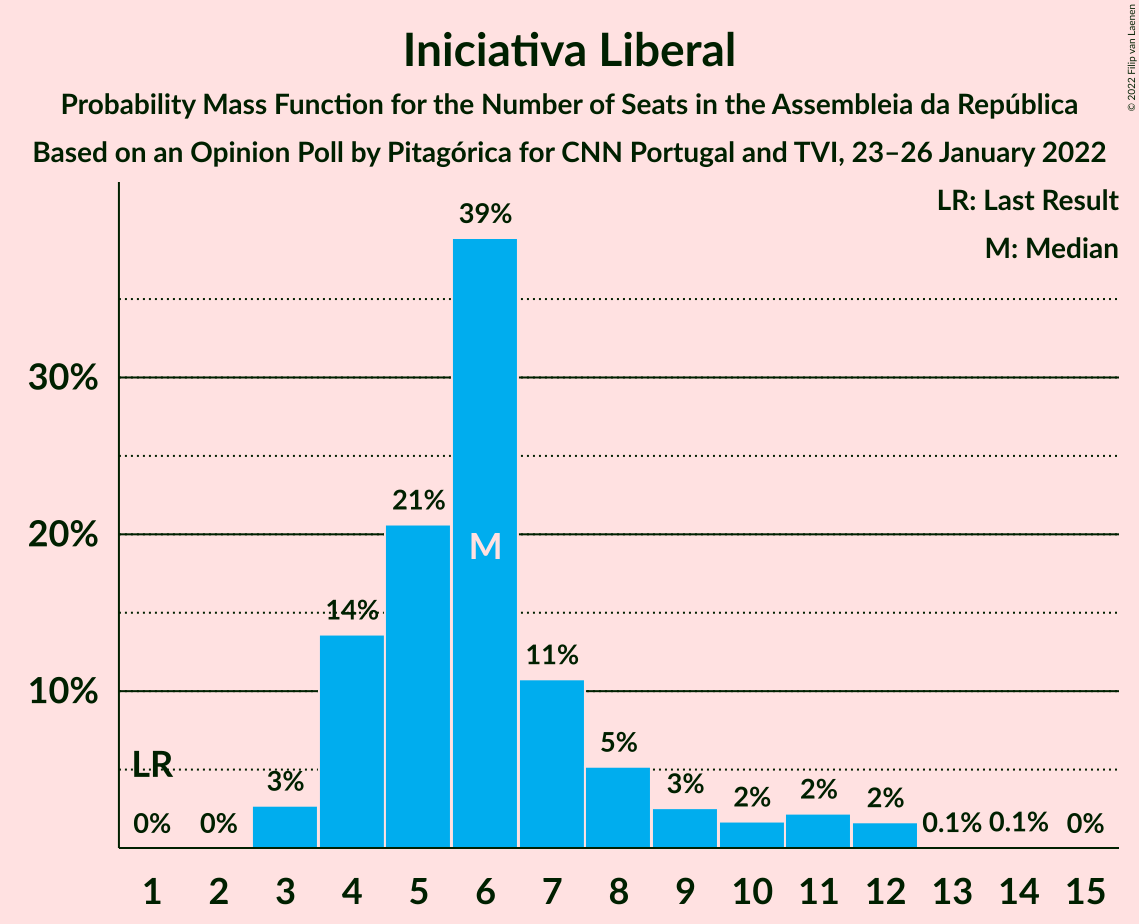 Iniciativa Liberal
Probability Mass Function for the Number of Seats in the Assembleia da República
Based on an Opinion Poll by Pitagórica for CNN Portugal and TVI, 23–26 January 2022
© 2022 Filip van Laenen
LR: Last Result
M: Median
39%
30%
21%
20%
M
14%
11%
10%
LR
5%
3%
3%
2%
2%
2%
0%
0%
0.1%
0.1%
0%
1 2 3 4 5 6 7 8 9 10 11 12 13 14 15